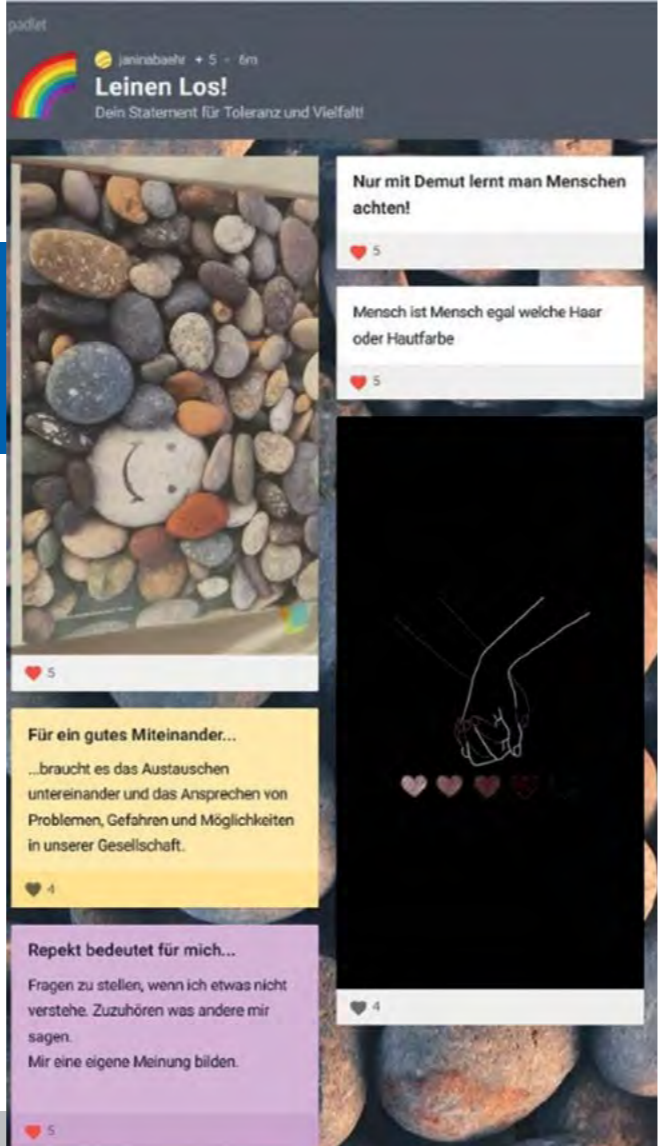 padlet
janinabaehr + 5 • 6m
Leinen Los!
Dein Statement für Toleranz und Vielfalt!
5
Für ein gutes Miteinander...
...braucht es das Austauschen
untereinander und das Ansprechen von
Problemen, Gefahren und Möglichkeiten
in unserer Gesellschaft.
4
Repekt bedeutet für mich...
Fragen zu stellen, wenn ich etwas nicht
verstehe. Zuzuhören was andere mir
sagen.
Mir eine eigene Meinung bilden.
5
Nur mit Demut lernt man Menschen
achten!
5
Mensch ist Mensch egal welche Haar
oder Hautfarbe
5
4